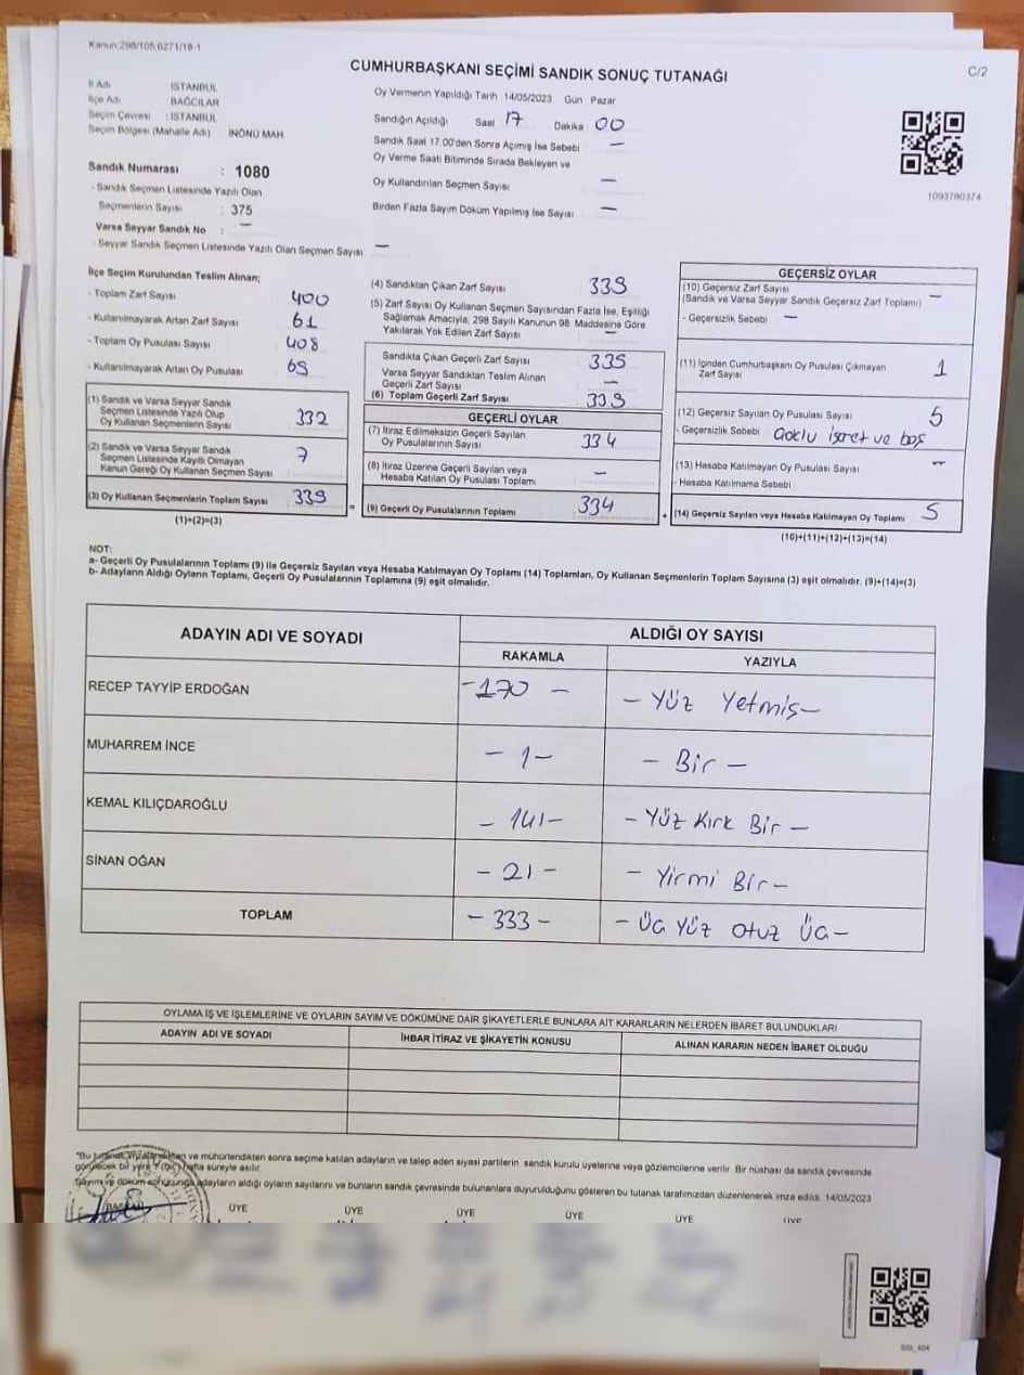 Kanun:298/105,6271/18-1
C/2
CUMHURBAŞKANI SEÇİMİ SANDIK SONUÇ TUTANAĞI
İl Adı : İSTANBUL
İlçe Adı : BAĞCILAR
Seçim Çevresi : İSTANBUL
Seçim Bölgesi (Mahalle Adı) : İNÖNÜ MAH.
Oy Vermenin Yapıldığı Tarih 14/05/2023 Gün Pazar
Sandığın Açıldığı Saat 17 Dakika 00
Sandık Saat 17:00'den Sonra Açmış İse Sebebi —
Oy Verme Saati Bitiminde Sırada Bekleyen ve
Oy Kullandırılan Seçmen Sayısı —
Birden Fazla Sayım Döküm Yapılmış İse Sayısı —
1093780374
Sandık Numarası : 1080
- Sandık Seçmen Listesinde Yazılı Olan
Seçmenlerin Sayısı : 375
Varsa Seyyar Sandık No : —
- Seyyar Sandık Seçmen Listesinde Yazılı Olan Seçmen Sayısı —
İlçe Seçim Kurulundan Teslim Alınan;
- Toplam Zarf Sayısı 400
- Kullanılmayarak Artan Zarf Sayısı 61
- Toplam Oy Pusulası Sayısı 408
- Kullanılmayarak Artan Oy Pusulası 69
(1) Sandık ve Varsa Seyyar Sandık
Seçmen Listesinde Yazılı Olup
Oy Kullanan Seçmenlerin Sayısı 332
(2) Sandık ve Varsa Seyyar Sandık
Seçmen Listesinde Kayıtlı Olmayan
Kanun Gereği Oy Kullanan Seçmen Sayısı 7
(3) Oy Kullanan Seçmenlerin Toplam Sayısı 339
(1)+(2)=(3)
(4) Sandıktan Çıkan Zarf Sayısı 339
(5) Zarf Sayısı Oy Kullanan Seçmen Sayısından Fazla İse, Eşitliği
Sağlamak Amacıyla, 298 Sayılı Kanunun 98. Maddesine Göre
Yakılarak Yok Edilen Zarf Sayısı —
Sandıkta Çıkan Geçerli Zarf Sayısı 339
Varsa Seyyar Sandıktan Teslim Alınan
Geçerli Zarf Sayısı —
(6) Toplam Geçerli Zarf Sayısı 339
GEÇERLİ OYLAR
(7) İtiraz Edilmeksizin Geçerli Sayılan
Oy Pusulalarının Sayısı 334
(8) İtiraz Üzerine Geçerli Sayılan veya
Hesaba Katılan Oy Pusulası Toplamı —
= (9) Geçerli Oy Pusulalarının Toplamı 334
GEÇERSİZ OYLAR
(10) Geçersiz Zarf Sayısı
(Sandık ve Varsa Seyyar Sandık Geçersiz Zarf Toplamı) —
- Geçersizlik Sebebi —
(11) İçinden Cumhurbaşkanı Oy Pusulası Çıkmayan
Zarf Sayısı 1
(12) Geçersiz Sayılan Oy Pusulası Sayısı 5
- Geçersizlik Sebebi Çoklu işaret ve boş
(13) Hesaba Katılmayan Oy Pusulası Sayısı —
- Hesaba Katılmama Sebebi
+ (14) Geçersiz Sayılan veya Hesaba Katılmayan Oy Toplamı 5
(10)+(11)+(12)+(13)=(14)
NOT:
a- Geçerli Oy Pusulalarının Toplamı (9) ile Geçersiz Sayılan veya Hesaba Katılmayan Oy Toplamı (14) Toplamları, Oy Kullanan Seçmenlerin Toplam Sayısına (3) eşit olmalıdır. (9)+(14)=(3)
b- Adayların Aldığı Oyların Toplamı, Geçerli Oy Pusulalarının Toplamına (9) eşit olmalıdır.
ADAYIN ADI VE SOYADI ALDIĞI OY SAYISI
RAKAMLA YAZIYLA
RECEP TAYYİP ERDOĞAN -170 - - Yüz Yetmiş-
MUHARREM İNCE - 1- - Bir -
KEMAL KILIÇDAROĞLU - 141- - Yüz Kırk Bir -
SİNAN OĞAN - 21 - - Yirmi Bir-
TOPLAM - 333 - - Üç Yüz Otuz Üç-
OYLAMA İŞ VE İŞLEMLERİNE VE OYLARIN SAYIM VE DÖKÜMÜNE DAİR ŞİKAYETLERLE BUNLARA AİT KARARLARIN NELERDEN İBARET BULUNDUKLARI
ADAYIN ADI VE SOYADI İHBAR İTİRAZ VE ŞİKAYETİN KONUSU ALINAN KARARIN NEDEN İBARET OLDUĞU
"Bu tutanak ve mühürlendikten sonra seçime katılan adayların ve talep eden siyasi partilerin, sandık kurulu üyelerine veya gözlemcilerine verilir. Bir nüshası da sandık çevresinde
görülecek bir yere 7 (bir) hafta süreyle asılır.
Sayım ve döküm adayların aldığı oyların sayılarını ve bunların sandık çevresinde bulunanlara duyurulduğunu gösteren bu tutanak tarafımızdan düzenlenerek imza edildi. 14/05/2023
ÜYE ÜYE ÜYE ÜYE ÜYE ÜYE